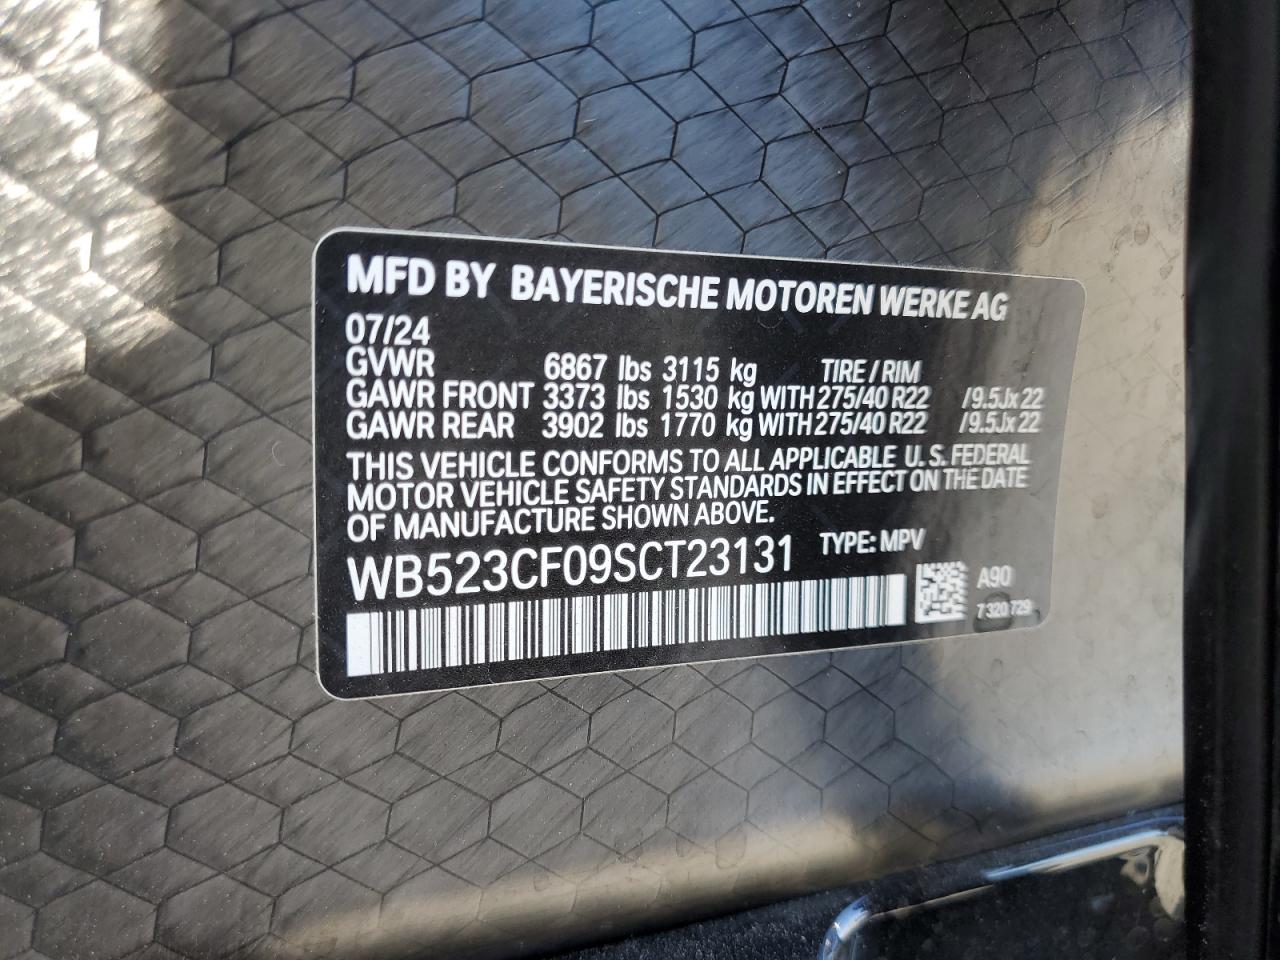 MFD BY BAYERISCHE MOTOREN WERKE AG
07/24
GVWR 6867 lbs 3115 kg TIRE / RIM
GAWR FRONT 3373 lbs 1530 kg WITH 275/40 R22 /9.5Jx22
GAWR REAR 3902 lbs 1770 kg WITH 275/40 R22 /9.5Jx22
THIS VEHICLE CONFORMS TO ALL APPLICABLE U.S. FEDERAL
MOTOR VEHICLE SAFETY STANDARDS IN EFFECT ON THE DATE
OF MANUFACTURE SHOWN ABOVE.
WB523CF09SCT23131 TYPE: MPV
A90
7 320 729